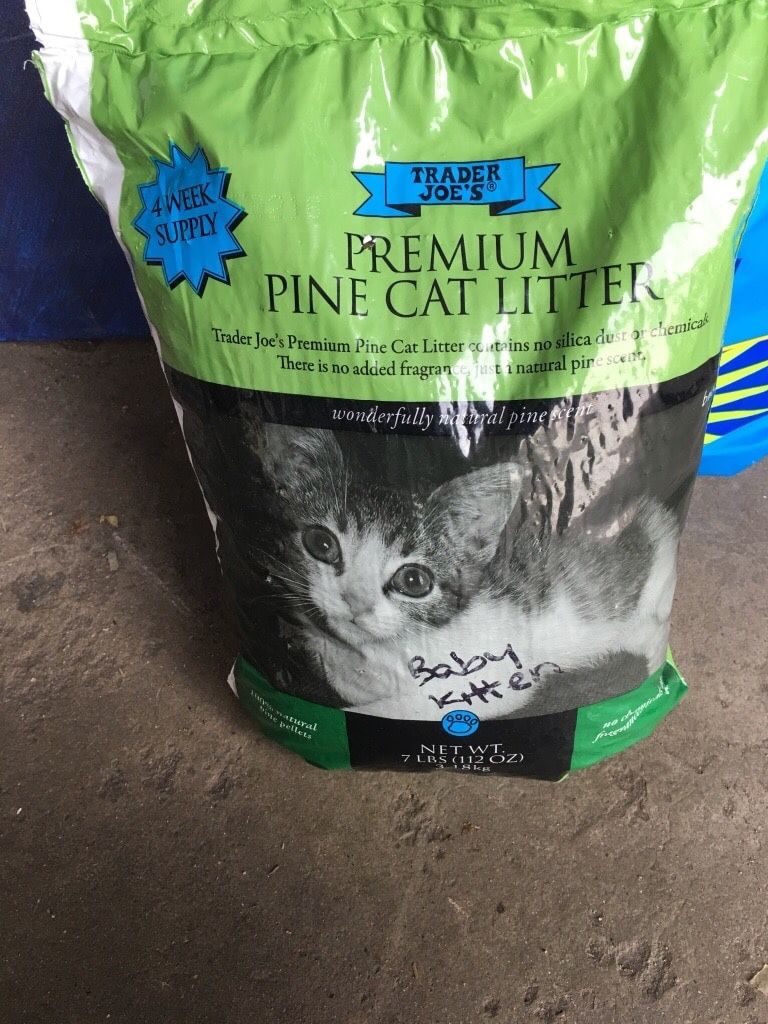 4 WEEK
SUPPLY
TRADER
JOE'S®
PREMIUM
PINE CAT LITTER
Trader Joe's Premium Pine Cat Litter contains no silica dust or chemicals.
There is no added fragrance, just a natural pine scent.
wonderfully natural pine scent
Baby
Kitten
100% natural
pine pellets
NET WT.
7 LBS (112 OZ)
3.18kg
no